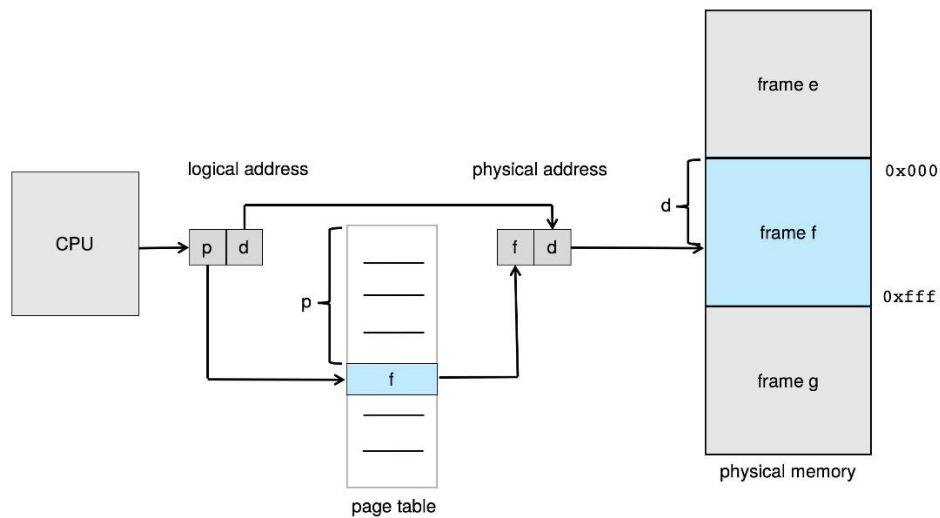 frame e
logical address
physical address
0x000
d
CPU
p d
f d
frame f
p
0xfff
f
frame g
physical memory
page table